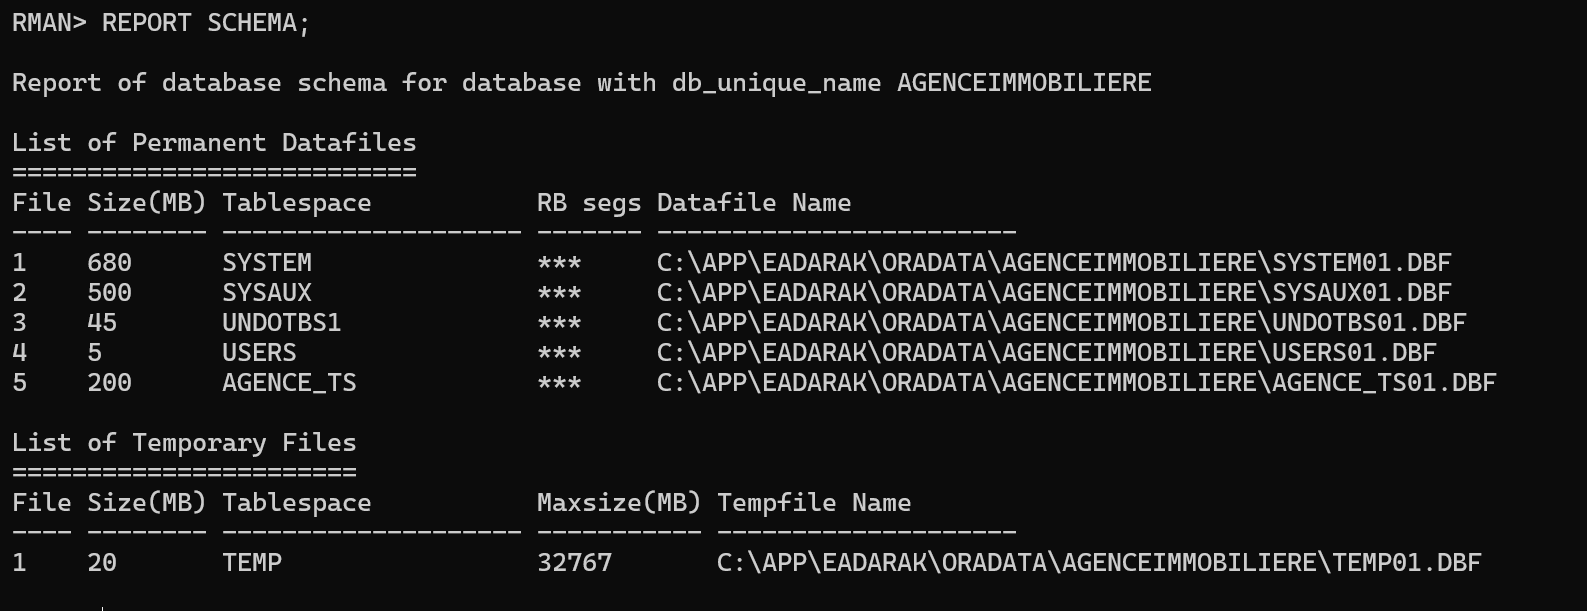 RMAN> REPORT SCHEMA;
Report of database schema for database with db_unique_name AGENCEIMMOBILIERE
List of Permanent Datafiles
===========================
File Size(MB) Tablespace           RB segs Datafile Name
---- -------- -------------------- ------- ------------------------
1    680      SYSTEM               ***     C:\APP\EADARAK\ORADATA\AGENCEIMMOBILIERE\SYSTEM01.DBF
2    500      SYSAUX               ***     C:\APP\EADARAK\ORADATA\AGENCEIMMOBILIERE\SYSAUX01.DBF
3    45       UNDOTBS1             ***     C:\APP\EADARAK\ORADATA\AGENCEIMMOBILIERE\UNDOTBS01.DBF
4    5        USERS                ***     C:\APP\EADARAK\ORADATA\AGENCEIMMOBILIERE\USERS01.DBF
5    200      AGENCE_TS            ***     C:\APP\EADARAK\ORADATA\AGENCEIMMOBILIERE\AGENCE_TS01.DBF
List of Temporary Files
=======================
File Size(MB) Tablespace           Maxsize(MB) Tempfile Name
---- -------- -------------------- ----------- --------------------
1    20       TEMP                 32767       C:\APP\EADARAK\ORADATA\AGENCEIMMOBILIERE\TEMP01.DBF